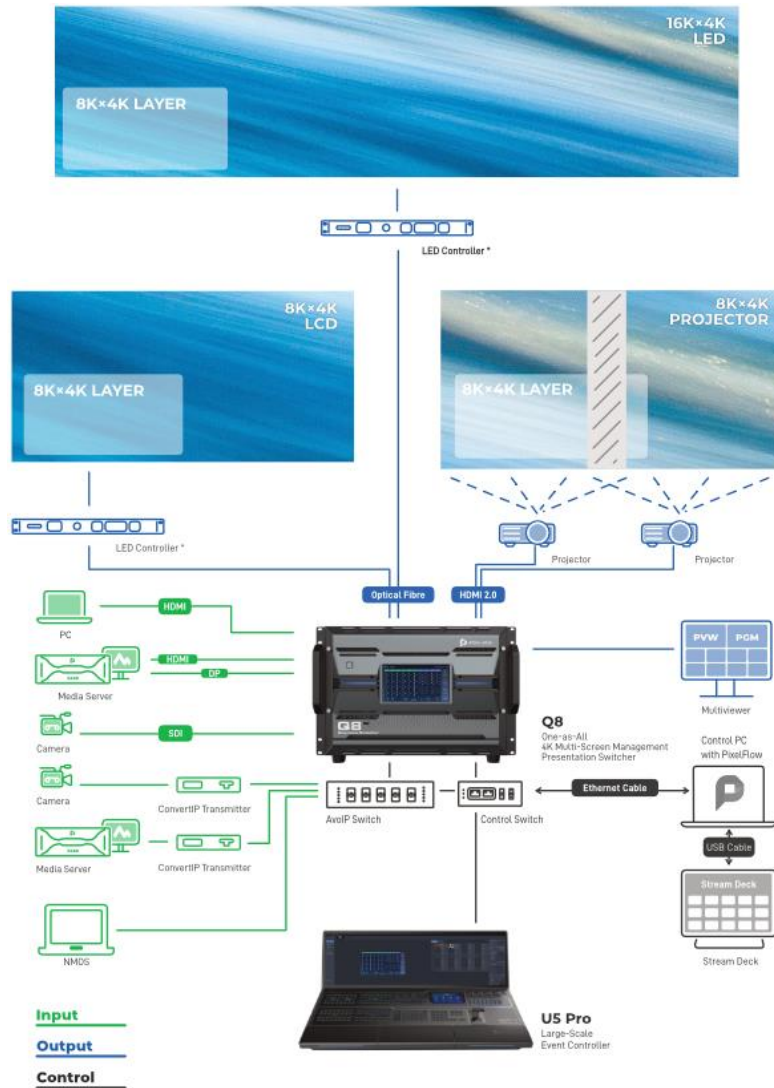 16K×4K
LED
8K×4K LAYER
LED Controller *
8K×4K
LCD
8K×4K LAYER
8K×4K
PROJECTOR
8K×4K LAYER
LED Controller *
Projector
Projector
Optical Fibre
HDMI 2.0
HDMI
PC
HDMI
DP
Media Server
SDI
Camera
Camera
ConvertIP Transmitter
Media Server
ConvertIP Transmitter
NMDS
Q8
Q8
One-as-All
4K Multi-Screen Management
Presentation Switcher
PVW
PGM
Multiviewer
Control PC
with PixelFlow
AvoIP Switch
Control Switch
Ethernet Cable
USB Cable
Stream Deck
Stream Deck
U5 Pro
Large-Scale
Event Controller
Input
Output
Control